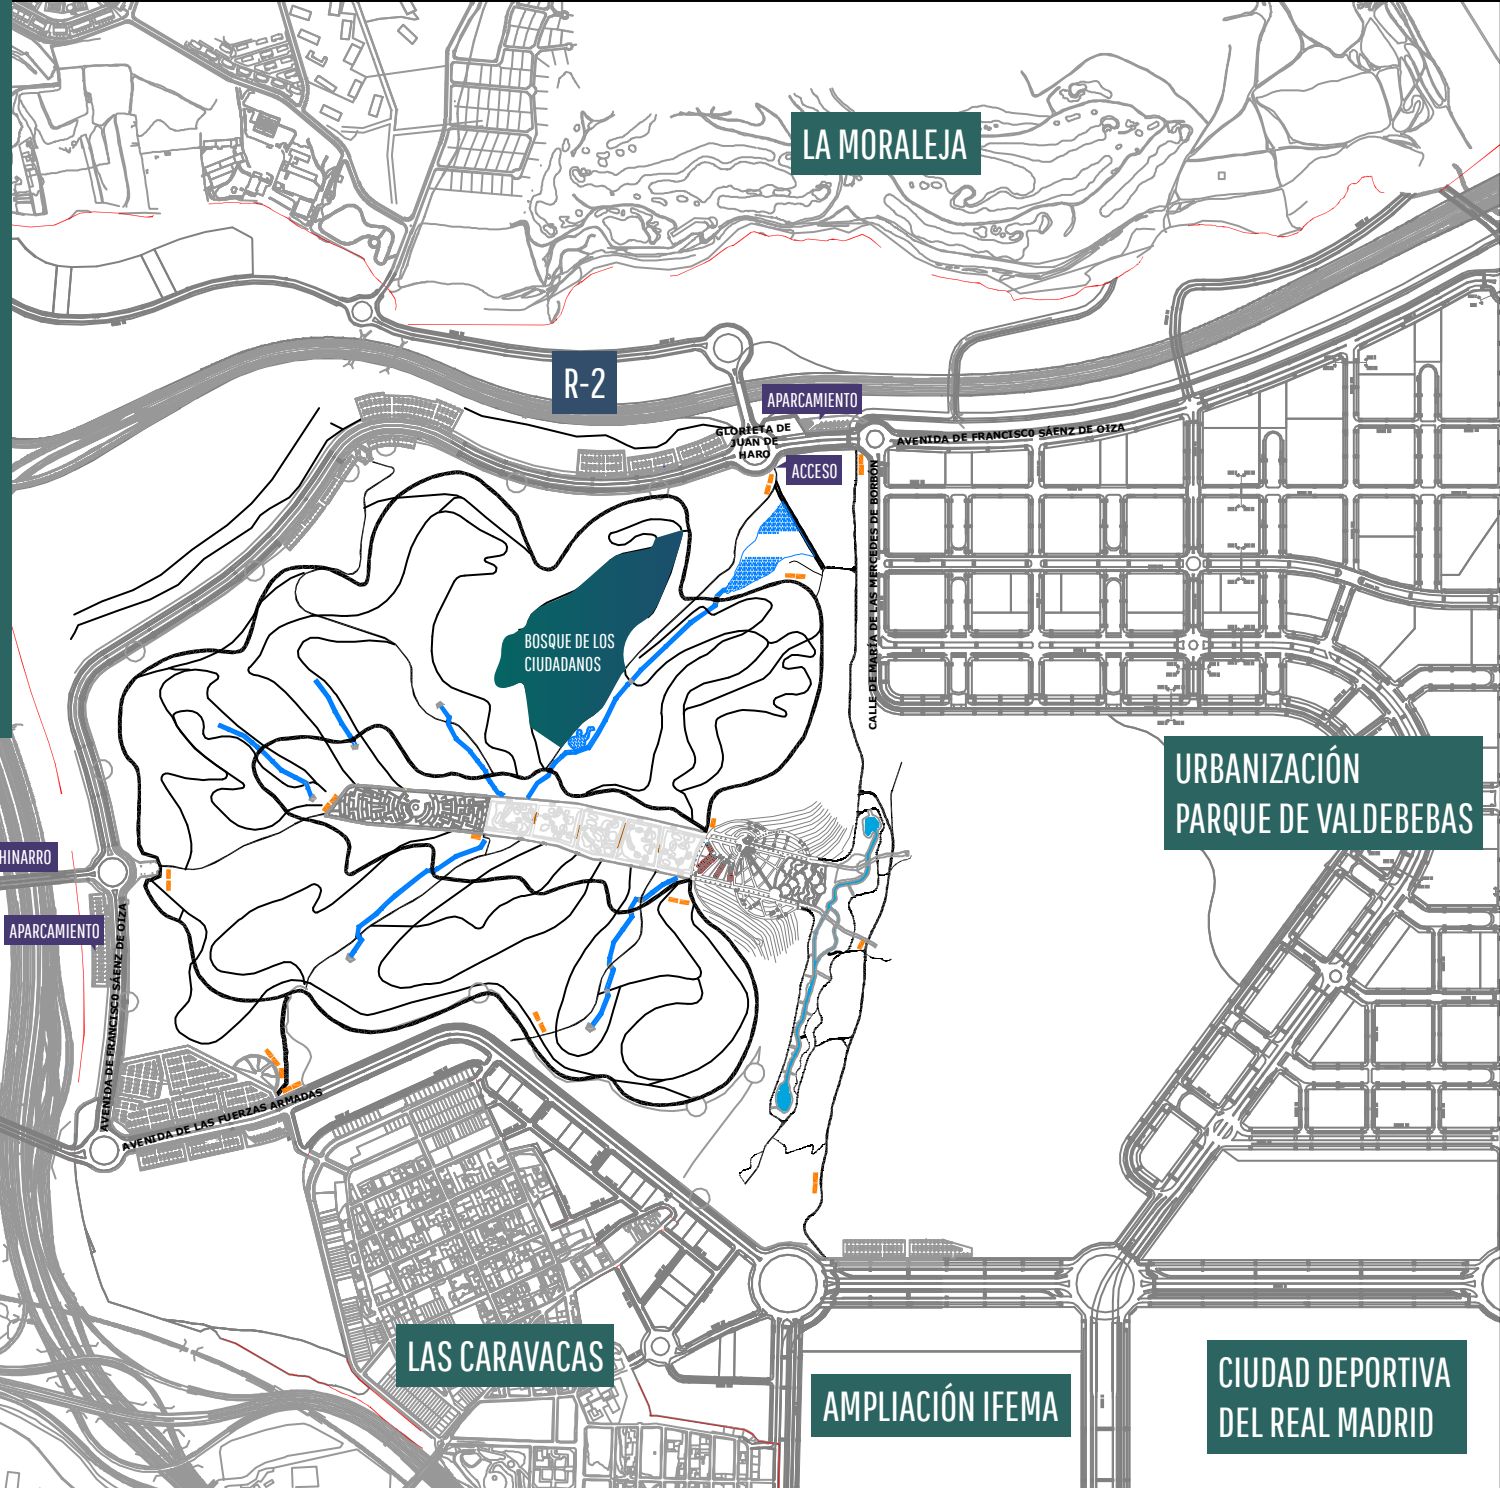 LA MORALEJA
R-2
APARCAMIENTO
GLORIETA DE
JUAN DE
HARO
AVENIDA DE FRANCISCO SÁENZ DE OIZA
ACCESO
CALLE DE MARÍA DE LAS MERCEDES DE BORBÓN
BOSQUE DE LOS
CIUDADANOS
URBANIZACIÓN
PARQUE DE VALDEBEBAS
HINARRO
APARCAMIENTO
AVENIDA DE FRANCISCO SÁENZ DE OIZA
AVENIDA DE LAS FUERZAS ARMADAS
LAS CARAVACAS
AMPLIACIÓN IFEMA
CIUDAD DEPORTIVA
DEL REAL MADRID